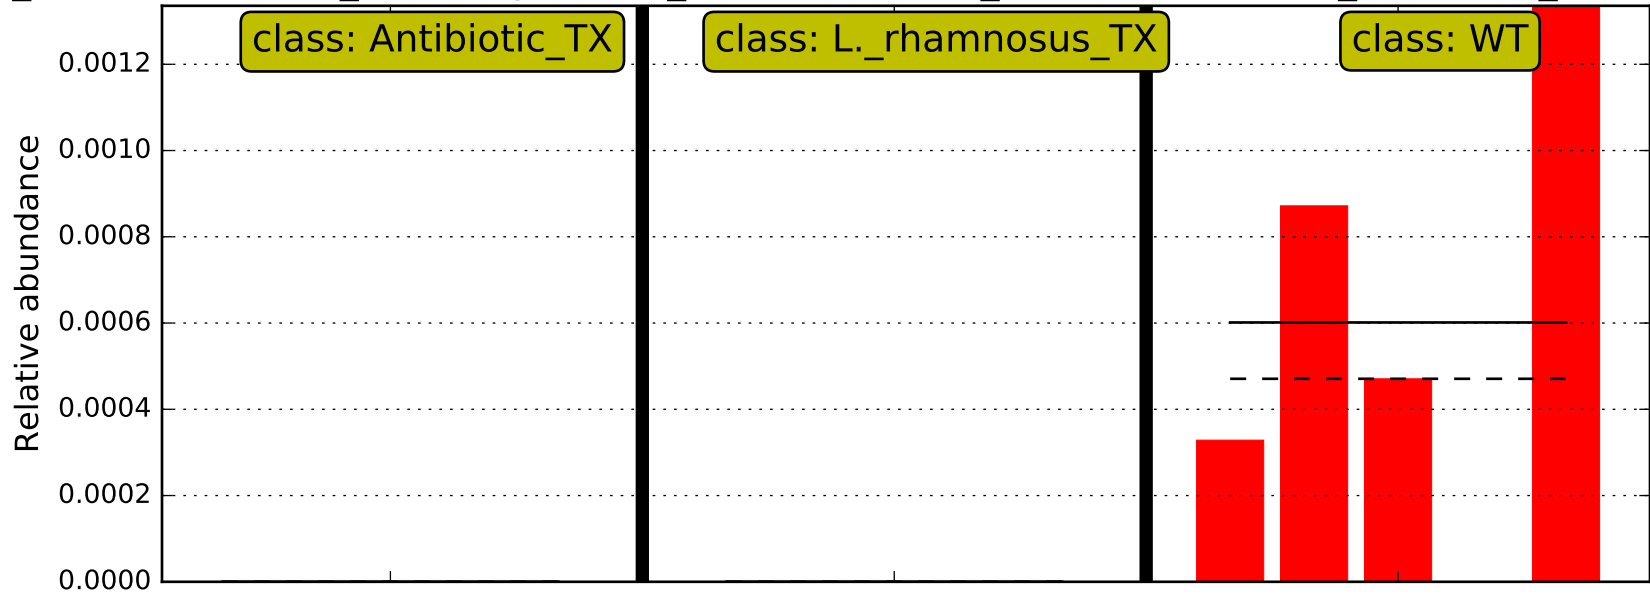 class: Antibiotic_TX
class: L._rhamnosus_TX
class: WT
Relative abundance
0.0012
0.0010
0.0008
0.0006
0.0004
0.0002
0.0000